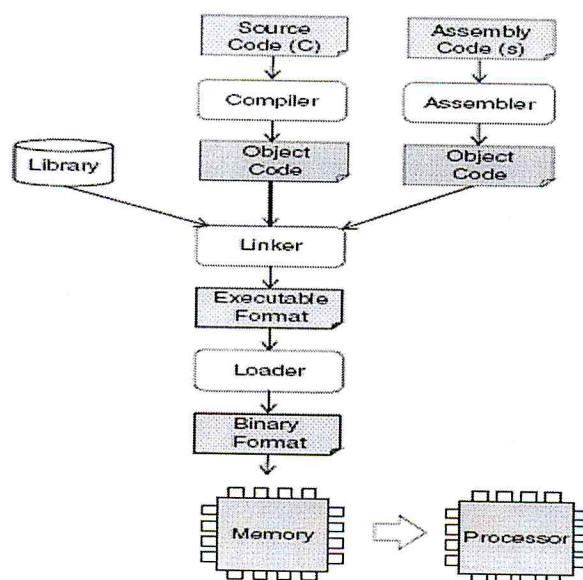 Source
Code (C)
Assembly
Code (s)
Compiler
Assembler
Library
Object
Code
Object
Code
Linker
Executable
Format
Loader
Binary
Format
Memory
Processor